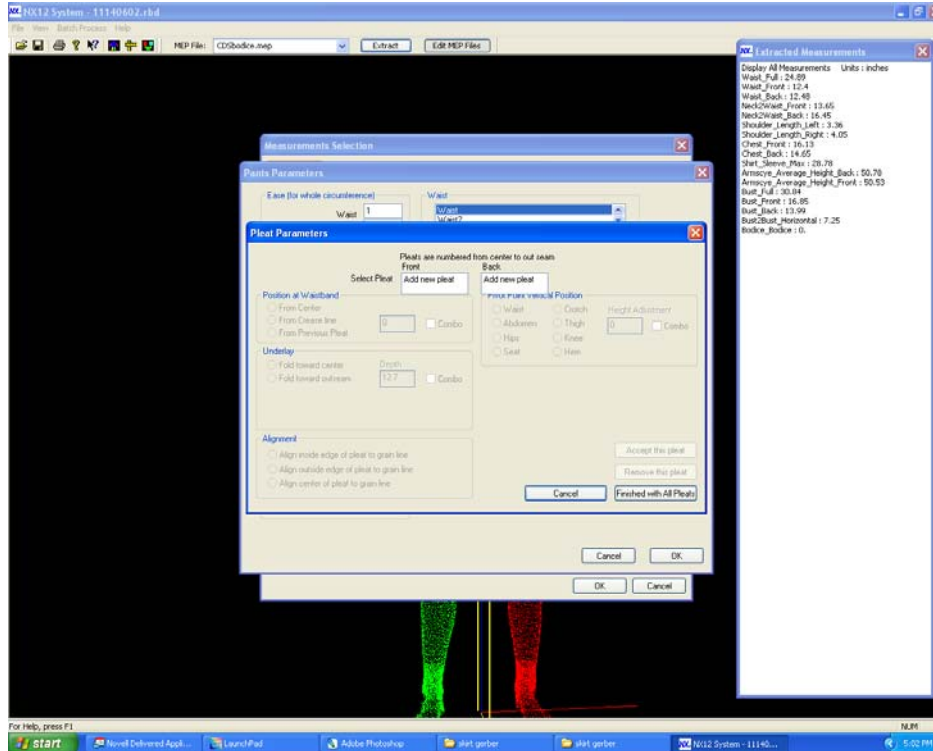 NX12 System - 11140602.rbd
File View Batch Process Help
MEP File: CDSbodice.mep Extract Edit MEP Files
Extracted Measurements
Display All Measurements Units : inches
Waist_Full : 24.89
Waist_Front : 12.4
Waist_Back : 12.48
Neck2Waist_Front : 13.65
Neck2Waist_Back : 16.45
Shoulder_Length_Left : 3.36
Shoulder_Length_Right : 4.05
Chest_Front : 16.13
Chest_Back : 14.65
Shirt_Sleeve_Max : 28.78
Armscye_Average_Height_Back : 50.78
Armscye_Average_Height_Front : 50.53
Bust_Full : 30.84
Bust_Front : 16.85
Bust_Back : 13.99
Bust2Bust_Horizontal : 7.25
Bodice_Bodice : 0.
Measurements Selection
Pants Parameters
Ease (for whole circumference) Waist
Waist 1 Waist
Waist2
Pleat Parameters
Pleats are numbered from center to out seam
Front Back
Select Pleat Add new pleat Add new pleat
Position at Waistband
From Center
From Crease line 0 Combo
From Previous Pleat
Pivot Point Vertical Position
Waist Crotch Height Adjustment
Abdomen Thigh 0 Combo
Hips Knee
Seat Hem
Underlay
Fold toward center Depth
Fold toward outseam 12.7 Combo
Alignment
Align inside edge of pleat to grain line
Align outside edge of pleat to grain line
Align center of pleat to grain line
Accept this pleat
Remove this pleat
Cancel Finished with All Pleats
Cancel OK
OK Cancel
For Help, press F1 NUM
start Novell Delivered Appli... LaunchPad Adobe Photoshop skirt gerber skirt gerber NX12 System - 11140... 5:02 PM